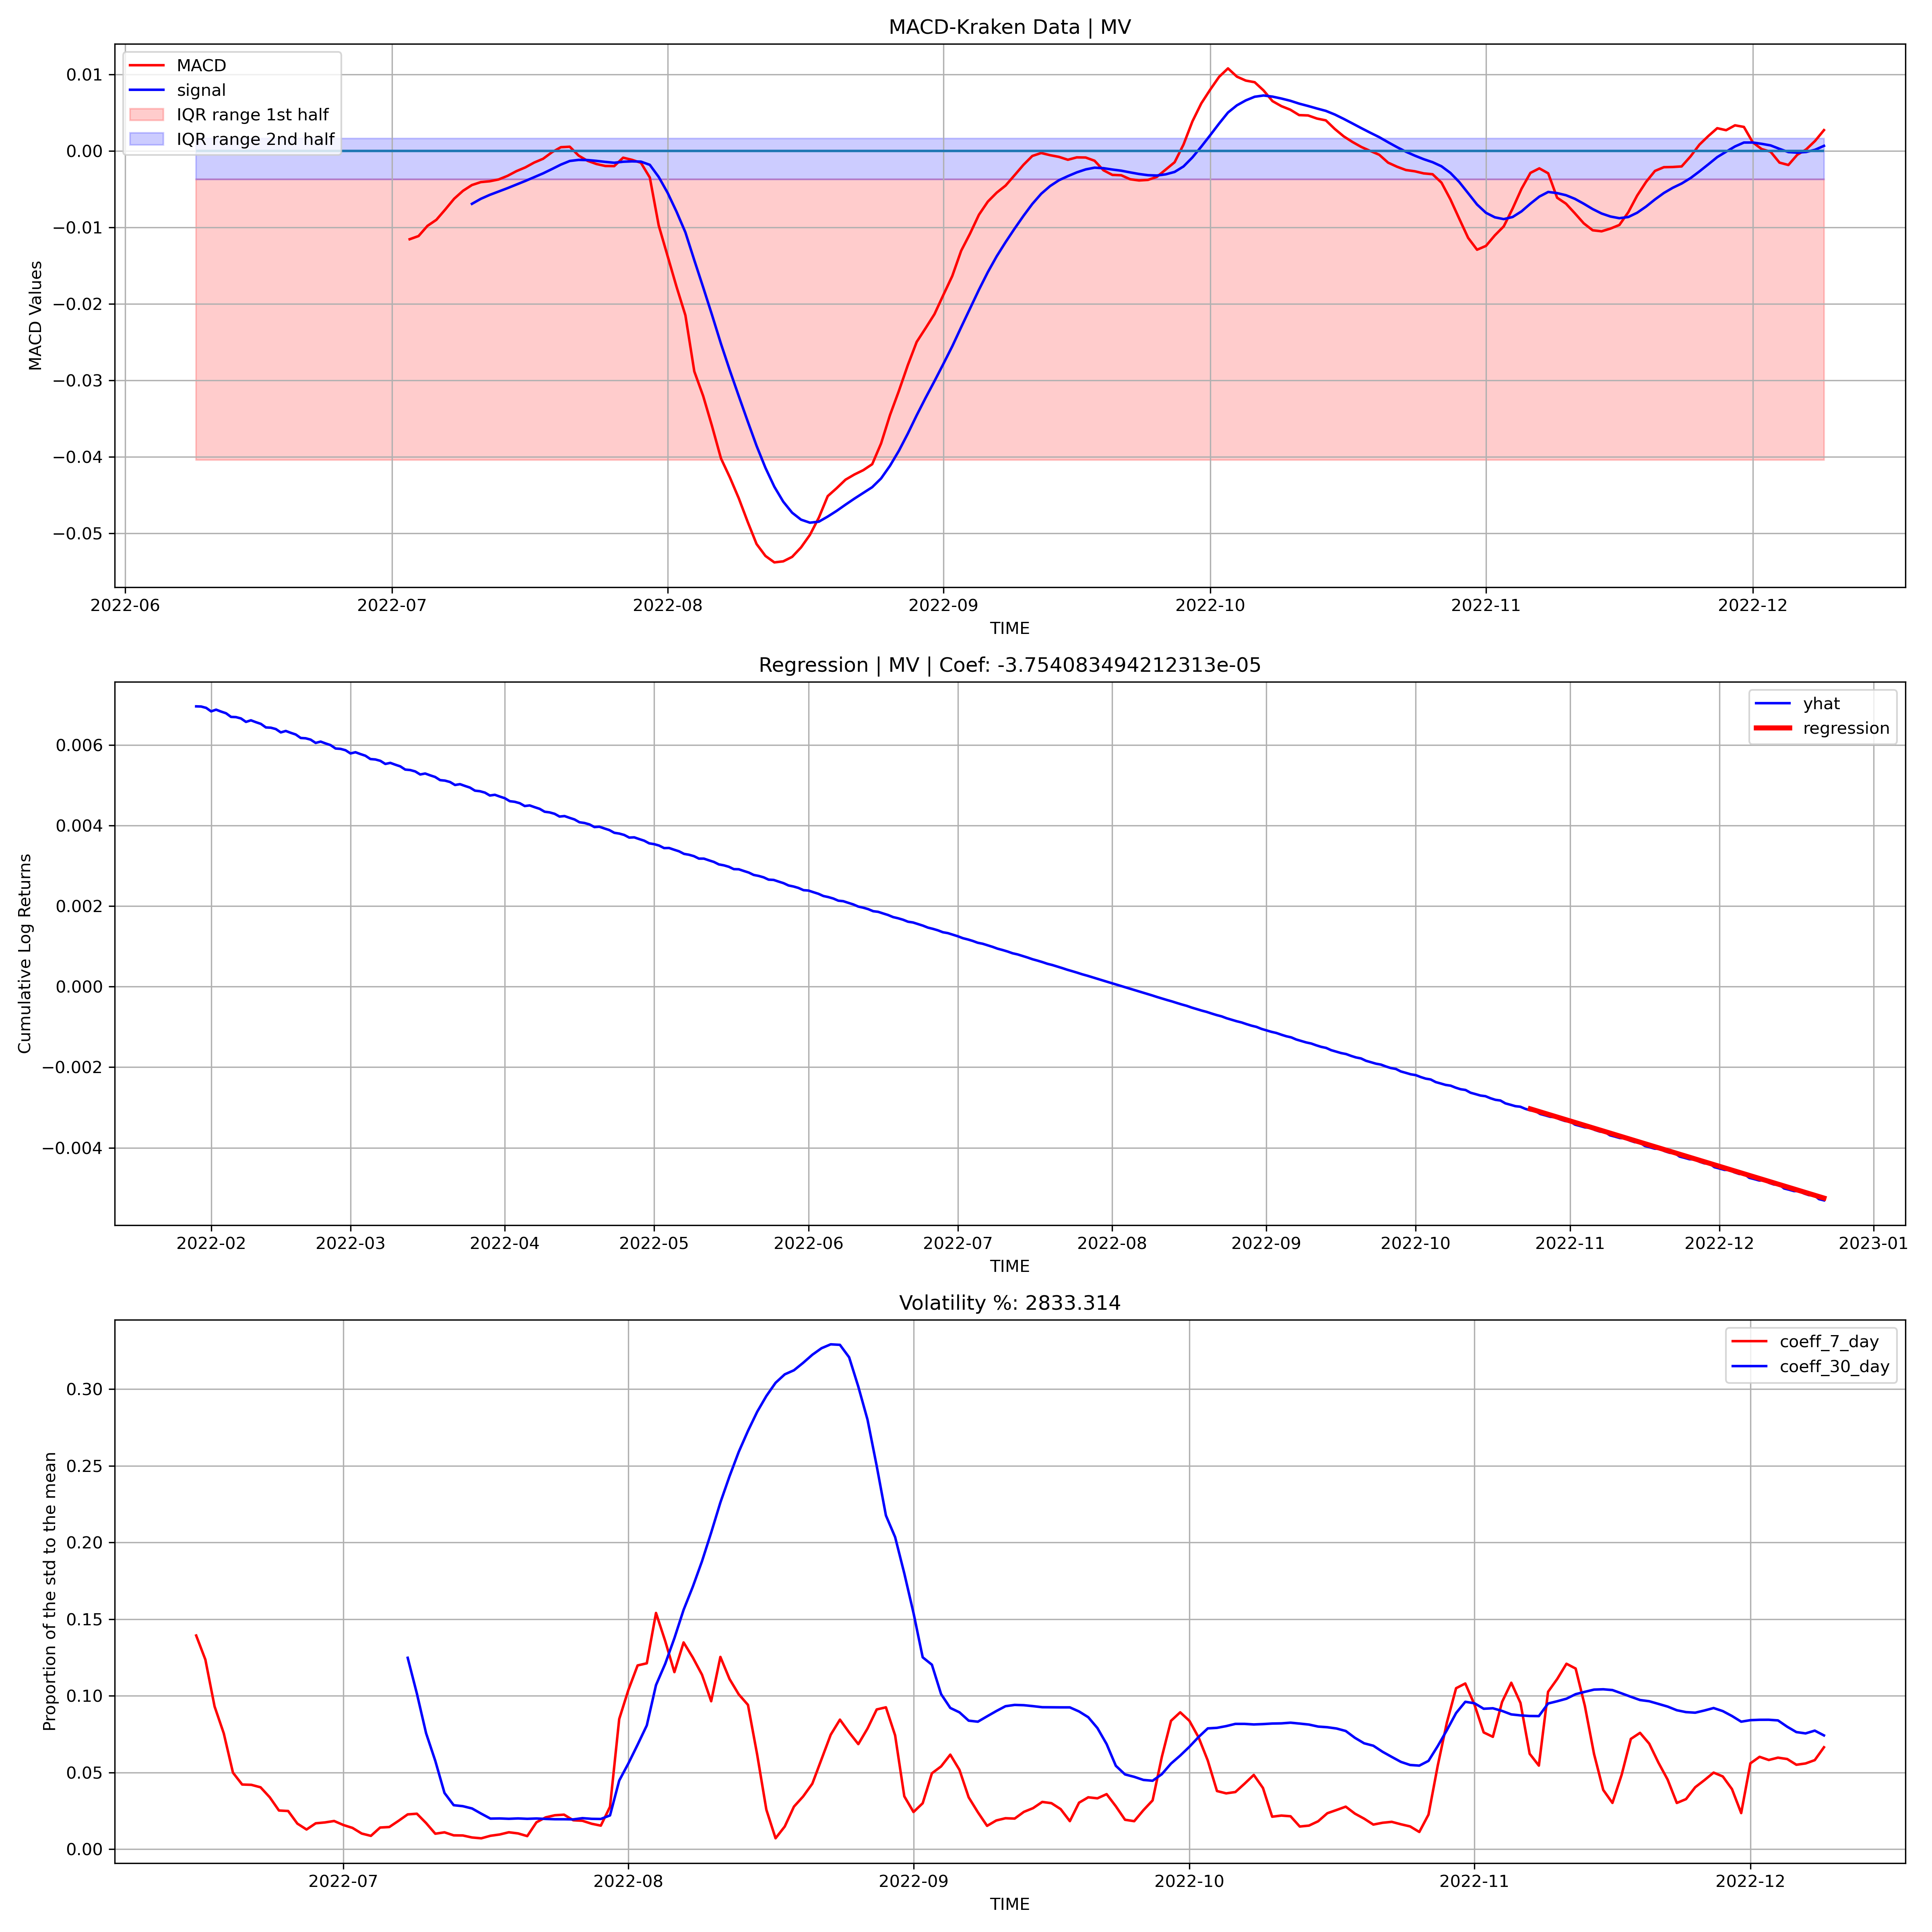 MACD-Kraken Data | MV
MACD
signal
IQR range 1st half
IQR range 2nd half
MACD Values
0.01
0.00
−0.01
−0.02
−0.03
−0.04
−0.05
2022-06 2022-07 2022-08 2022-09 2022-10 2022-11 2022-12
TIME
Regression | MV | Coef: -3.754083494212313e-05
yhat
regression
Cumulative Log Returns
0.006
0.004
0.002
0.000
−0.002
−0.004
2022-02 2022-03 2022-04 2022-05 2022-06 2022-07 2022-08 2022-09 2022-10 2022-11 2022-12 2023-01
TIME
Volatility %: 2833.314
coeff_7_day
coeff_30_day
Proportion of the std to the mean
0.30
0.25
0.20
0.15
0.10
0.05
0.00
2022-07 2022-08 2022-09 2022-10 2022-11 2022-12
TIME